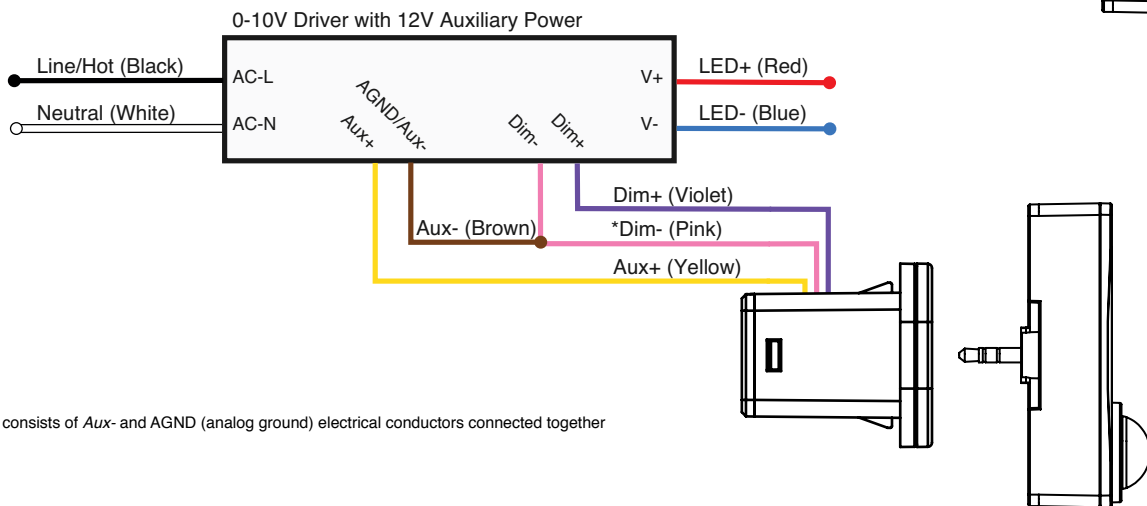 0-10V Driver with 12V Auxiliary Power
Line/Hot (Black)
AC-L
V+
LED+ (Red)
Neutral (White)
AC-N
Aux+
AGND/Aux-
Dim-
Dim+
V-
LED- (Blue)
Dim+ (Violet)
Aux- (Brown)
*Dim- (Pink)
Aux+ (Yellow)
consists of Aux- and AGND (analog ground) electrical conductors connected together